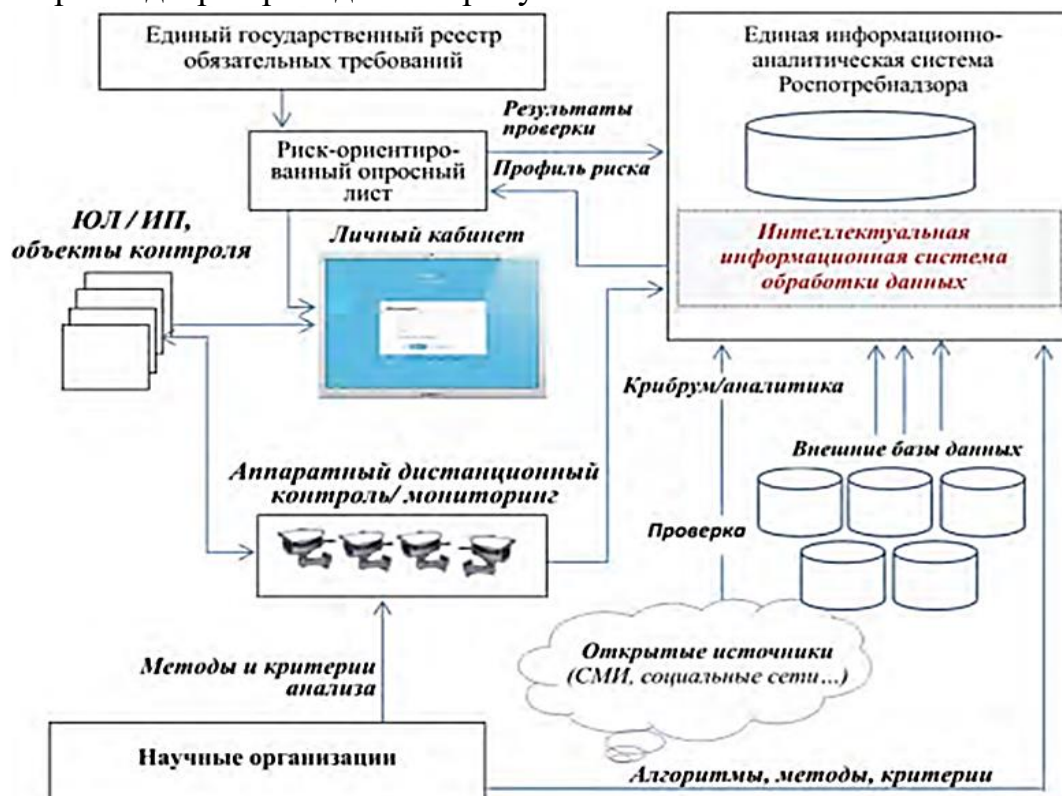 Единый государственный реестр
обязательных требований
Единая информационно-
аналитическая система
Роспотребнадзора
Результаты
проверки
Риск-ориентиро-
ванный опросный
лист
Профиль риска
ЮЛ / ИП,
объекты контроля
Личный кабинет
Интеллектуальная
информационная система
обработки данных
Крибрум/аналитика
Внешние базы данных
Аппаратный дистанционный
контроль/ мониторинг
Проверка
Открытые источники
(СМИ, социальные сети...)
Методы и критерии
анализа
Научные организации
Алгоритмы, методы, критерии